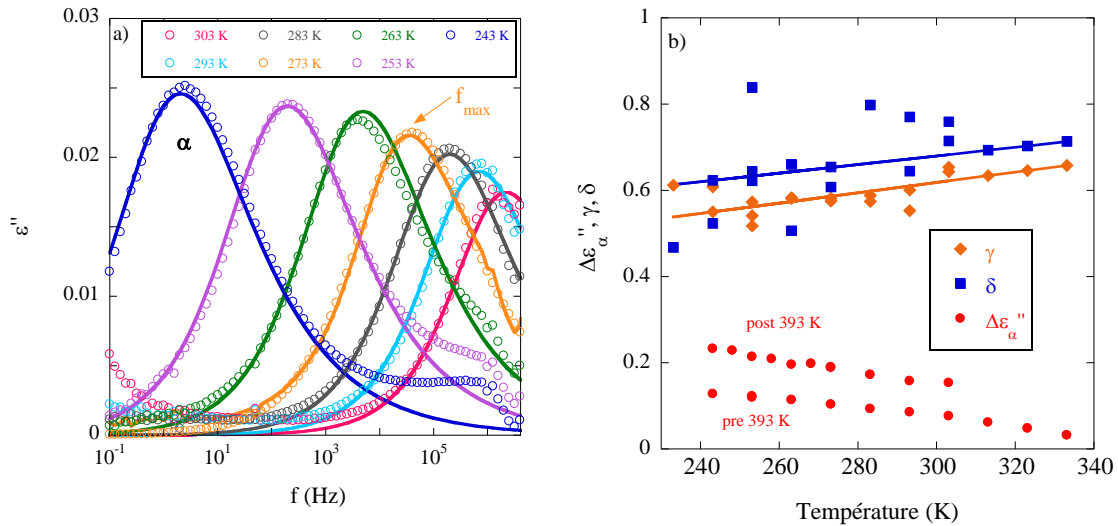 a)
303 K 283 K 263 K 243 K
293 K 273 K 253 K
0.03
0.02
0.01
0
ε''
α
f_max
10^-1 10^1 10^3 10^5
f (Hz)
b)
1
0.8
0.6
0.4
0.2
0
Δε_α'', γ, δ
γ
δ
Δε_α''
post 393 K
pre 393 K
240 260 280 300 320 340
Température (K)